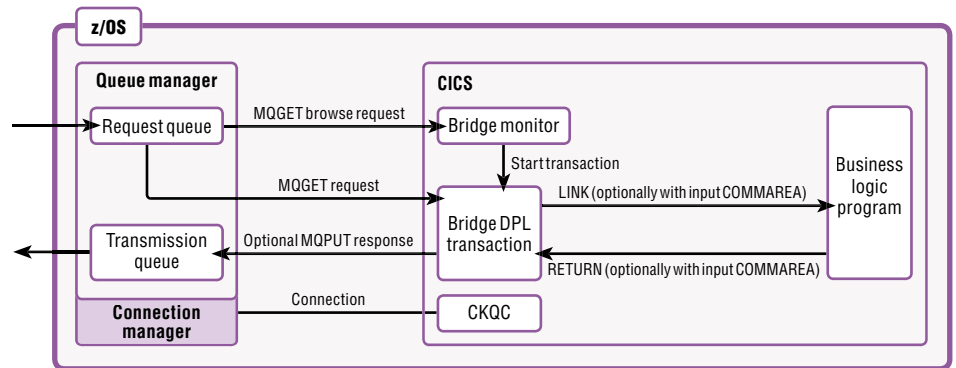 z/OS
Queue manager
CICS
Request queue
MQGET browse request
Bridge monitor
Start transaction
MQGET request
Business
logic
program
LINK (optionally with input COMMAREA)
Bridge DPL
transaction
Transmission
queue
Optional MQPUT response
RETURN (optionally with input COMMAREA)
Connection
manager
Connection
CKQC